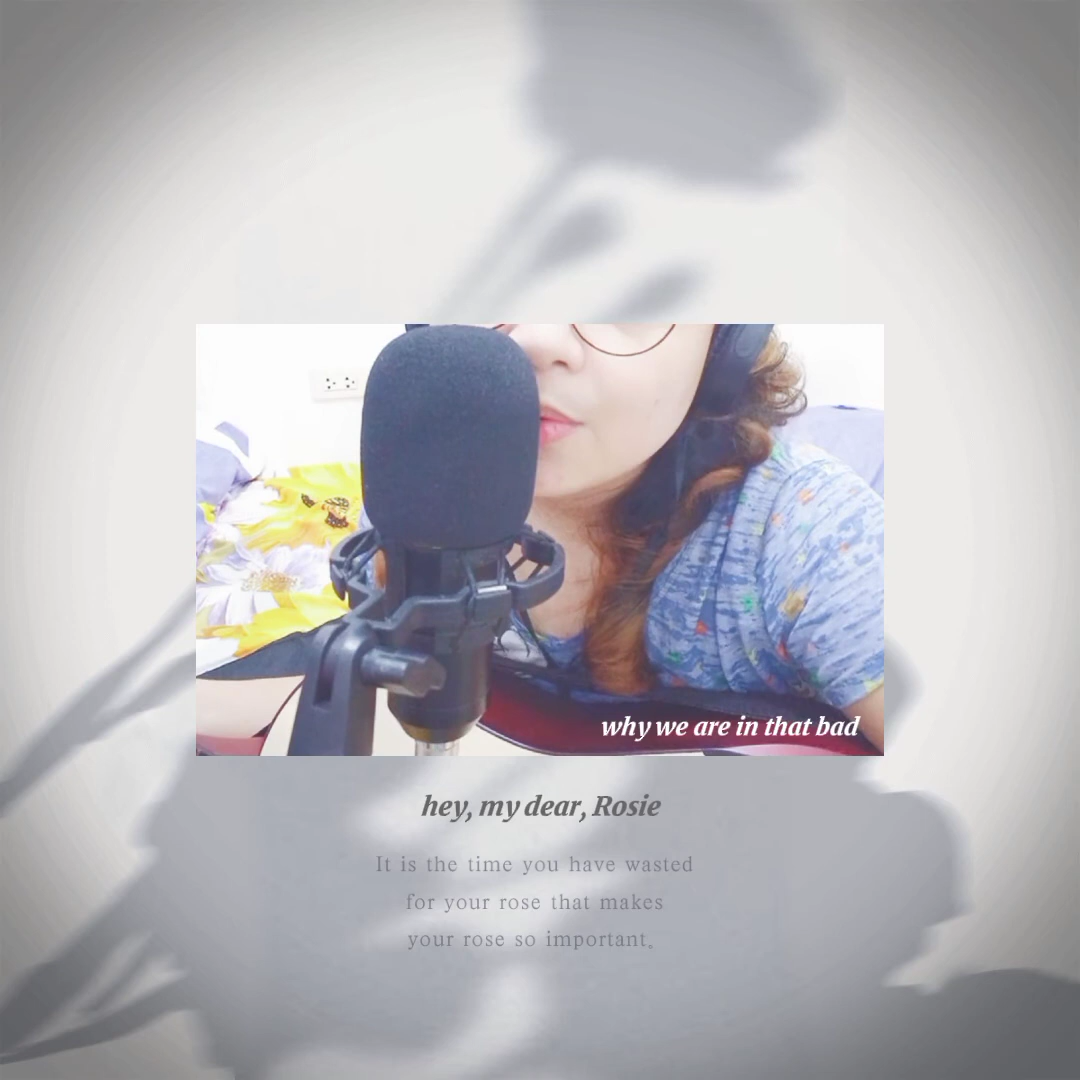 why we are in that bad
hey, my dear, Rosie
It is the time you have wasted
for your rose that makes
your rose so important.